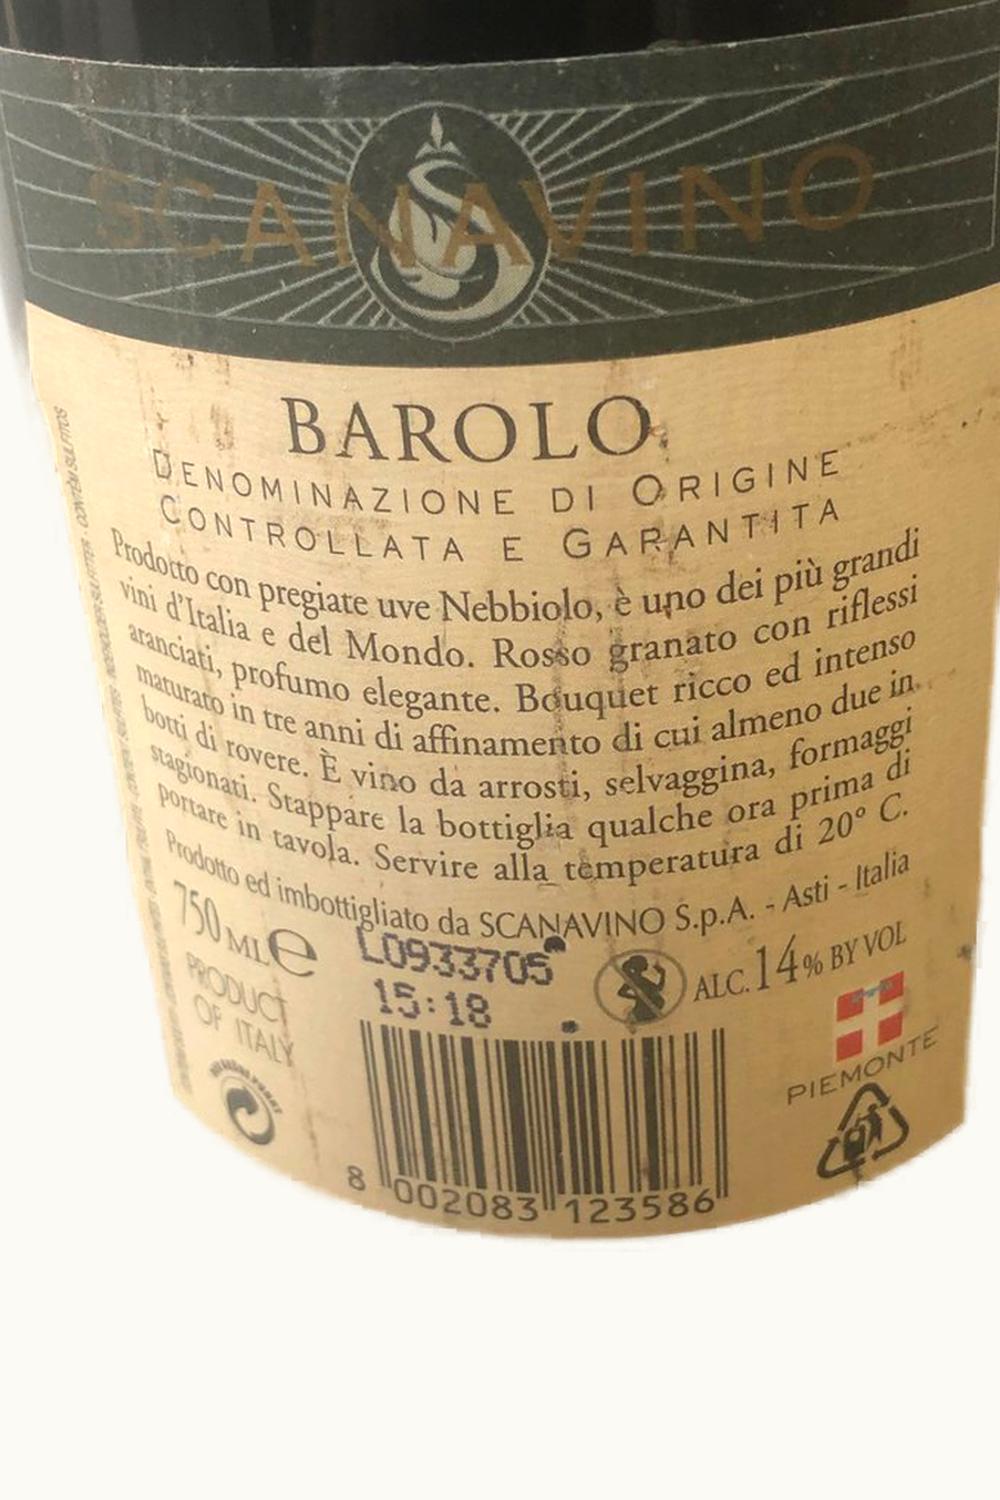 SCANAVINO
BAROLO
DENOMINAZIONE DI ORIGINE
CONTROLLATA E GARANTITA
Prodotto con pregiate uve Nebbiolo, è uno dei più grandi
vini d'Italia e del Mondo. Rosso granato con riflessi
aranciati, profumo elegante. Bouquet ricco ed intenso
maturato in tre anni di affinamento di cui almeno due in
botti di rovere. È vino da arrosti, selvaggina, formaggi
stagionati. Stappare la bottiglia qualche ora prima di
portare in tavola. Servire alla temperatura di 20° C.
Prodotto ed imbottigliato da SCANAVINO S.p.A. - Asti - Italia
750 ML e
L0933705
15:18
ALC. 14% BY VOL
PRODUCT
OF ITALY
PIEMONTE
8 002083 123586